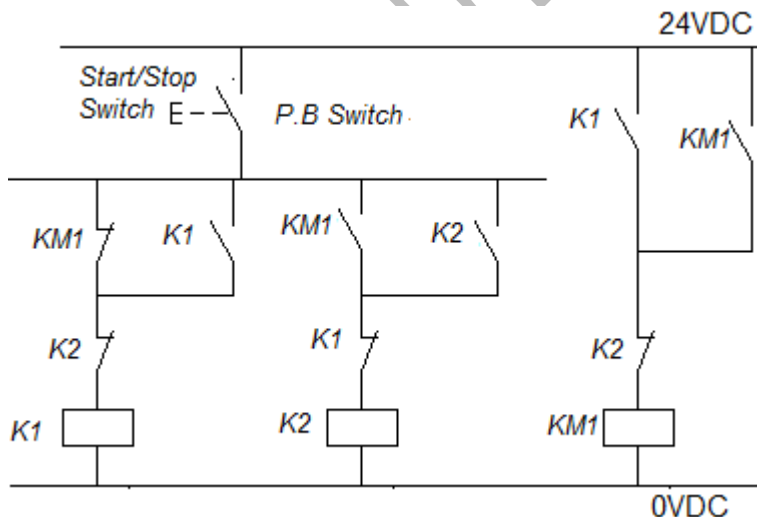 24VDC
Start/Stop
Switch
E
P.B Switch
K1
KM1
KM1
K1
KM1
K2
K2
K1
K2
K1
K2
KM1
0VDC